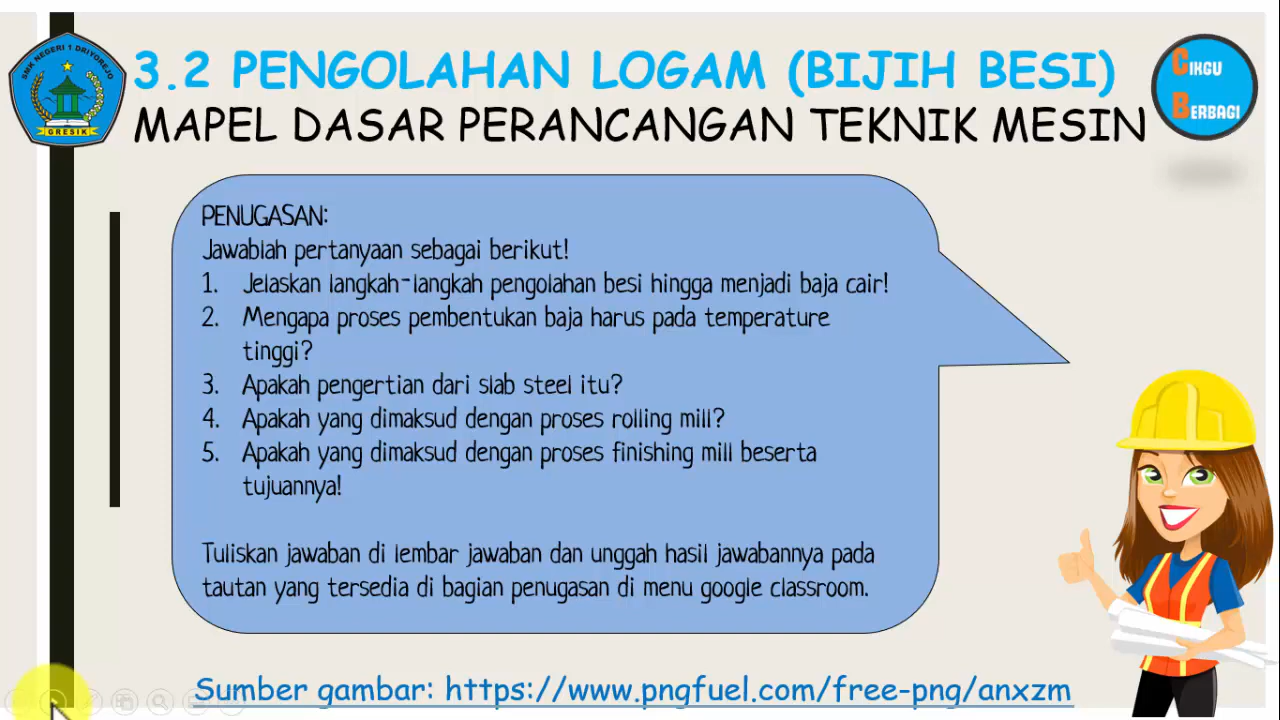 SMK NEGERI 1 DRIYOREJO
GRESIK
3.2 PENGOLAHAN LOGAM (BIJIH BESI)
MAPEL DASAR PERANCANGAN TEKNIK MESIN
CIKGU
BERBAGI
PENUGASAN:
Jawablah pertanyaan sebagai berikut!
1. Jelaskan langkah-langkah pengolahan besi hingga menjadi baja cair!
2. Mengapa proses pembentukan baja harus pada temperature
tinggi?
3. Apakah pengertian dari slab steel itu?
4. Apakah yang dimaksud dengan proses rolling mill?
5. Apakah yang dimaksud dengan proses finishing mill beserta
tujuannya!
Tuliskan jawaban di lembar jawaban dan unggah hasil jawabannya pada
tautan yang tersedia di bagian penugasan di menu google classroom.
Sumber gambar: https://www.pngfuel.com/free-png/anxzm